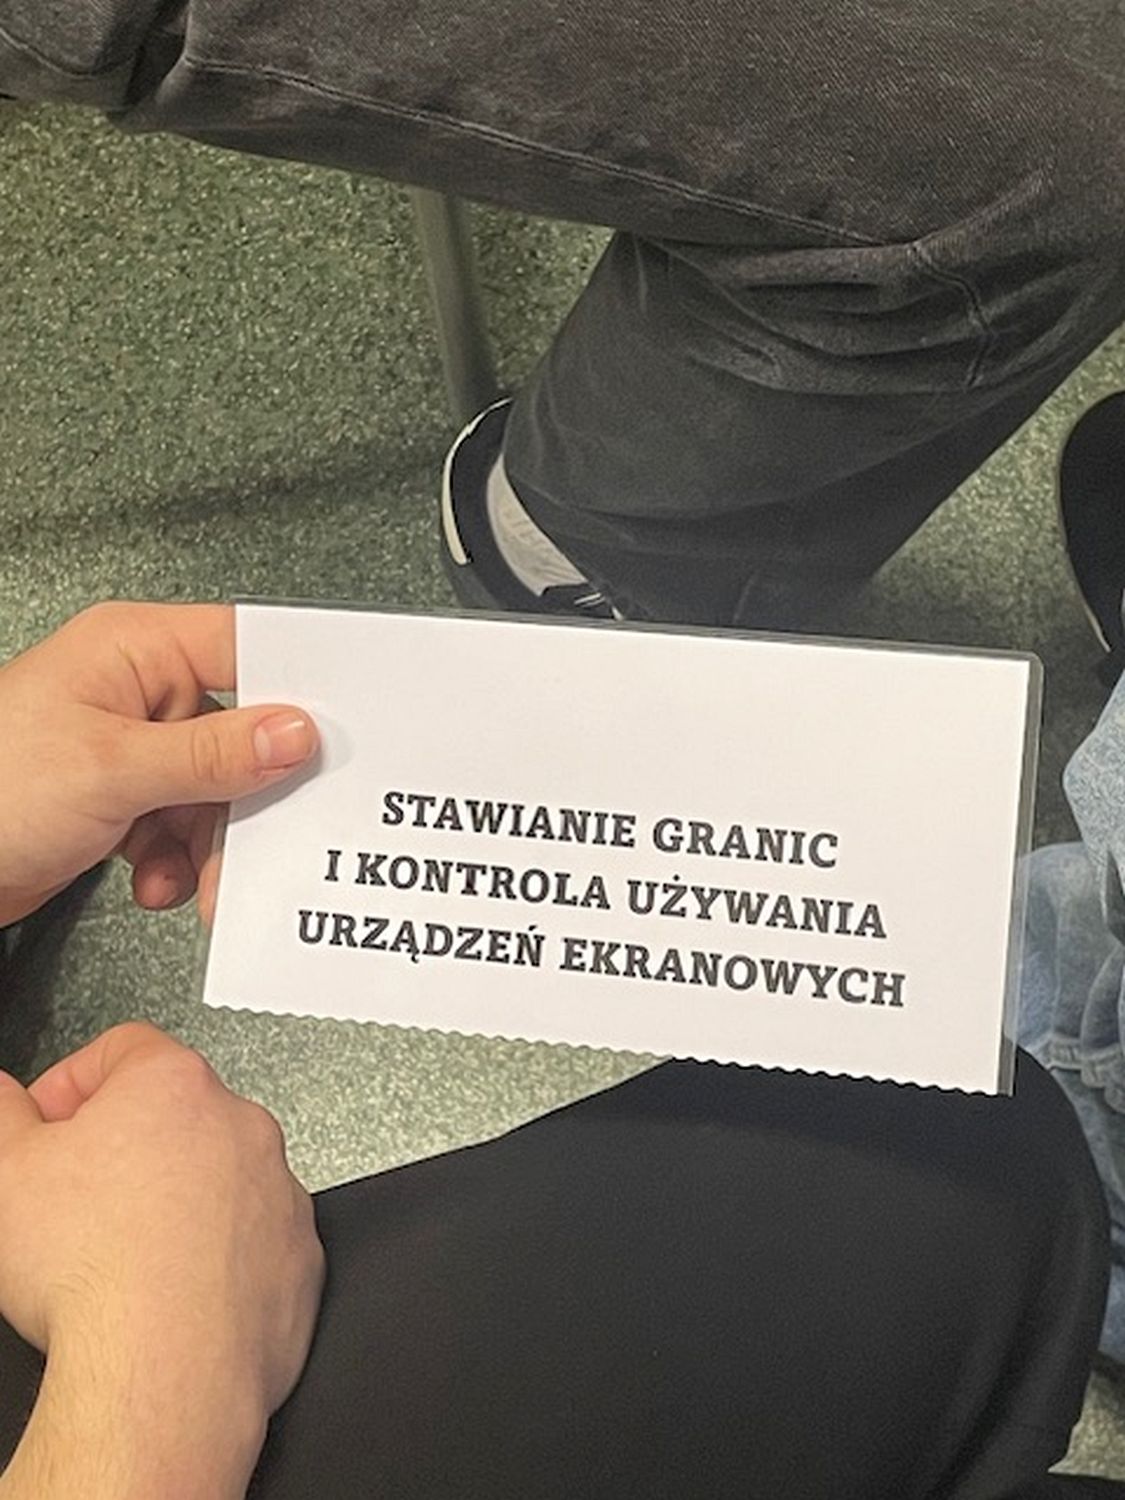 STAWIANIE GRANIC
I KONTROLA UŻYWANIA
URZĄDZEŃ EKRANOWYCH